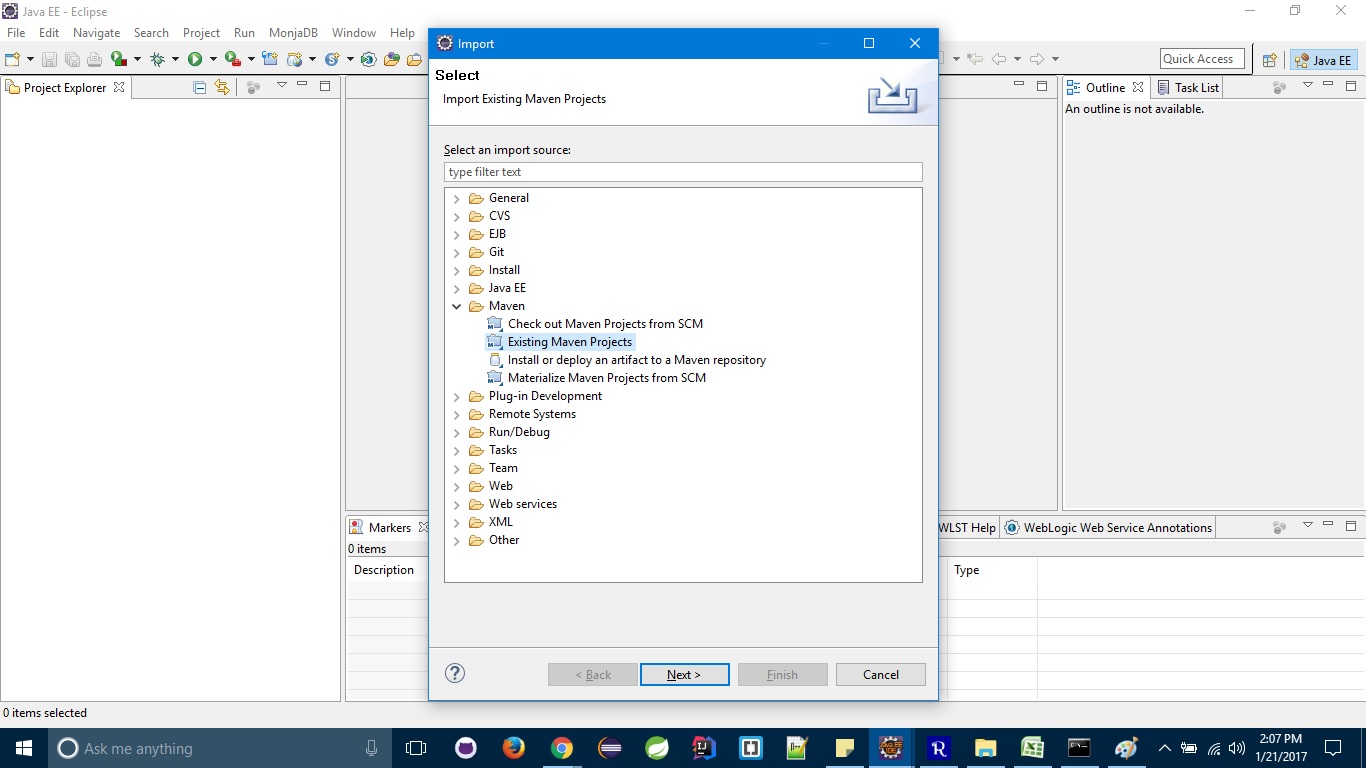 Java EE - Eclipse
File Edit Navigate Search Project Run MonjaDB Window Help
Quick Access
Java EE
Project Explorer
Import
Select
Import Existing Maven Projects
Select an import source:
type filter text
General
CVS
EJB
Git
Install
Java EE
Maven
Check out Maven Projects from SCM
Existing Maven Projects
Install or deploy an artifact to a Maven repository
Materialize Maven Projects from SCM
Plug-in Development
Remote Systems
Run/Debug
Tasks
Team
Web
Web services
XML
Other
< Back Next > Finish Cancel
Outline Task List
An outline is not available.
Markers WLST Help WebLogic Web Service Annotations
0 items
Description Type
0 items selected
Ask me anything
2:07 PM
1/21/2017